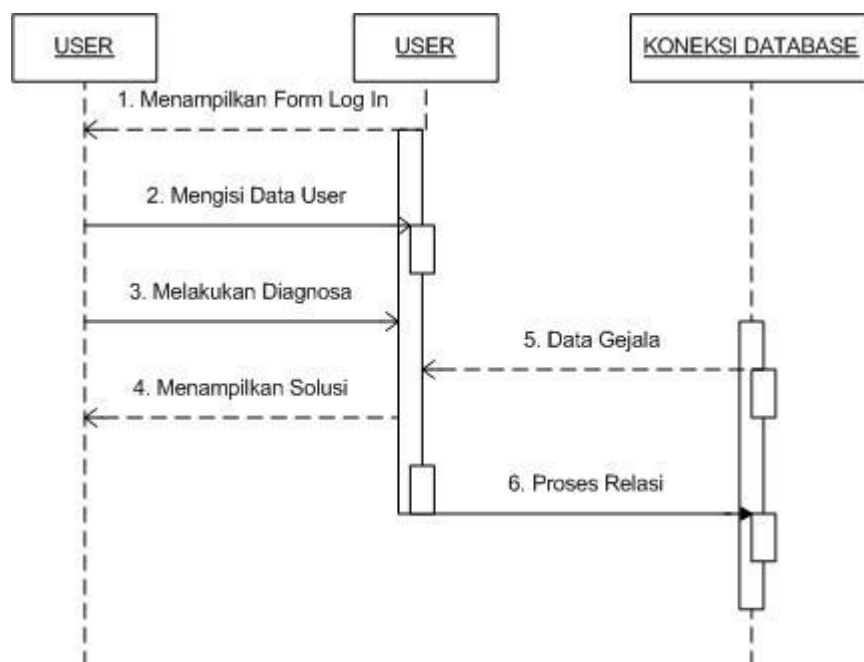 USER
USER
KONEKSI DATABASE
1. Menampilkan Form Log In
2. Mengisi Data User
3. Melakukan Diagnosa
5. Data Gejala
4. Menampilkan Solusi
6. Proses Relasi